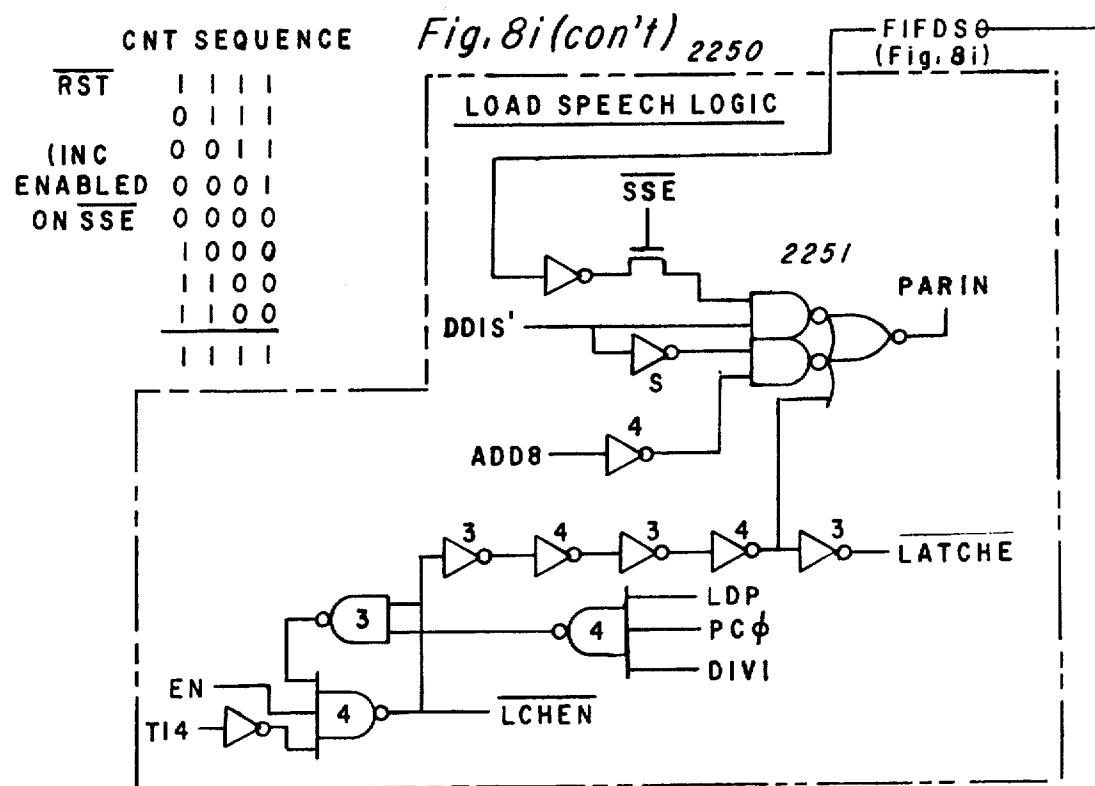 CNT SEQUENCE
Fig. 8i (con't)
2250
FIFDS0
(Fig. 8i)
RST 1 1 1 1
0 1 1 1
(INC 0 0 1 1
ENABLED 0 0 0 1
ON SSE 0 0 0 0
1 0 0 0
1 1 0 0
1 1 0 0
1 1 1 1
LOAD SPEECH LOGIC
SSE
2251
PARIN
DDIS'
S
4
ADD8
3 4 3 4 3
LATCHE
LDP
3
4
PCϕ
DIV1
EN
4
LCHEN
T14